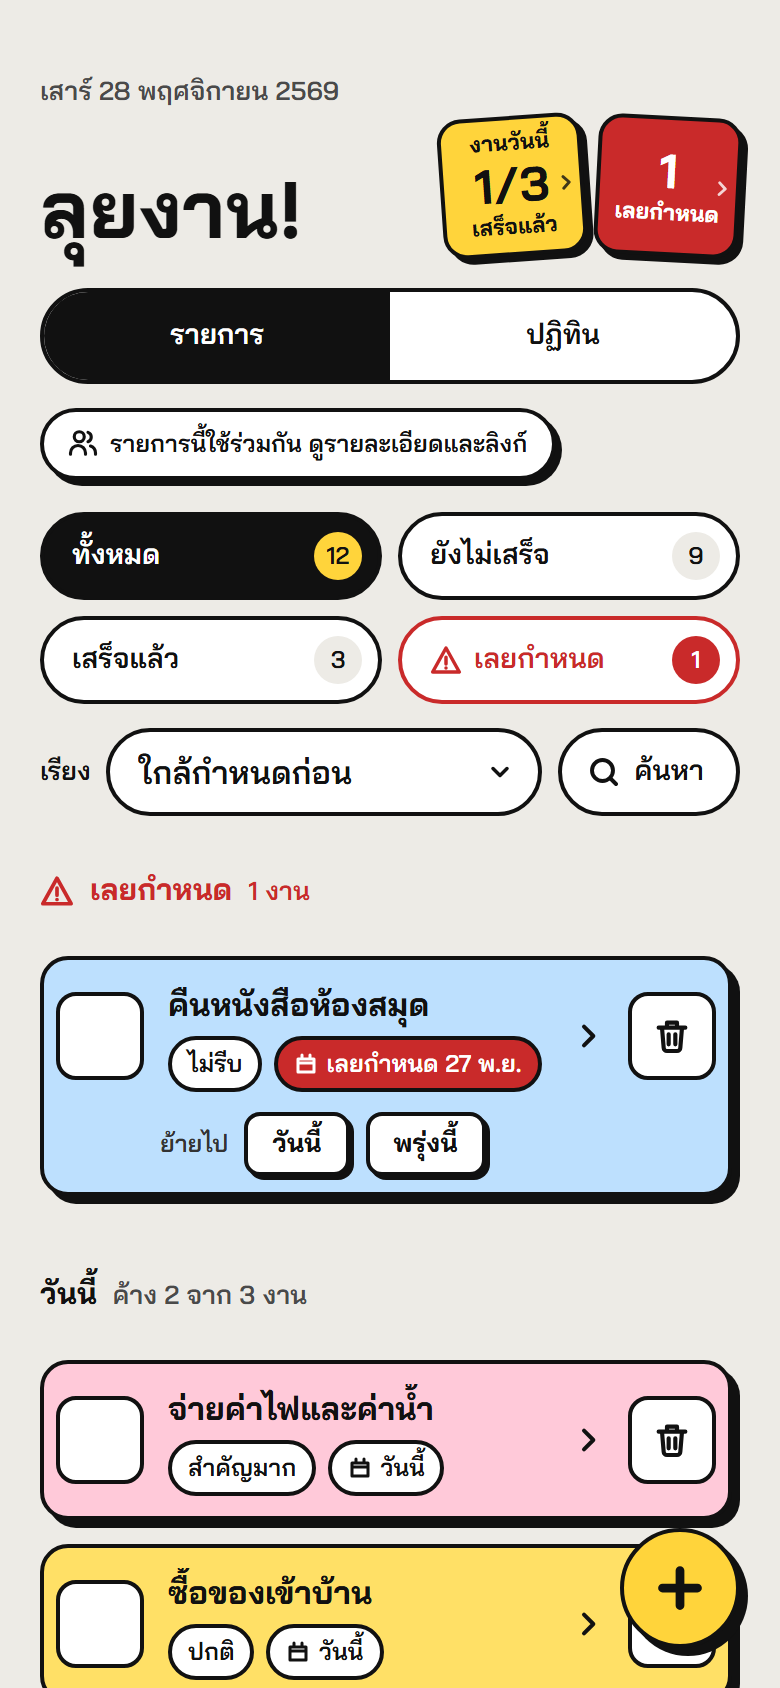 เสาร์ 28 พฤศจิกายน 2569
ลุยงาน!
งานวันนี้
1/3
เสร็จแล้ว
1
เลยกำหนด
รายการ
ปฏิทิน
รายการนี้ใช้ร่วมกัน ดูรายละเอียดและลิงก์
ทั้งหมด 12
ยังไม่เสร็จ 9
เสร็จแล้ว 3
เลยกำหนด 1
เรียง ใกล้กำหนดก่อน ค้นหา
เลยกำหนด 1 งาน
คืนหนังสือห้องสมุด
ไม่รีบ เลยกำหนด 27 พ.ย.
ย้ายไป วันนี้ พรุ่งนี้
วันนี้ ค้าง 2 จาก 3 งาน
จ่ายค่าไฟและค่าน้ำ
สำคัญมาก วันนี้
ซื้อของเข้าบ้าน
ปกติ วันนี้